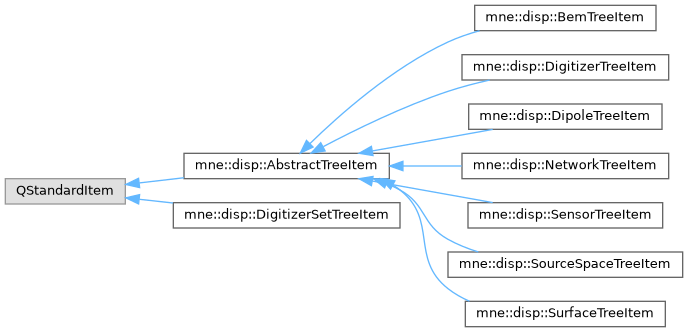 QStandardItem
mne::disp::AbstractTreeItem
mne::disp::DigitizerSetTreeItem
mne::disp::BemTreeItem
mne::disp::DigitizerTreeItem
mne::disp::DipoleTreeItem
mne::disp::NetworkTreeItem
mne::disp::SensorTreeItem
mne::disp::SourceSpaceTreeItem
mne::disp::SurfaceTreeItem